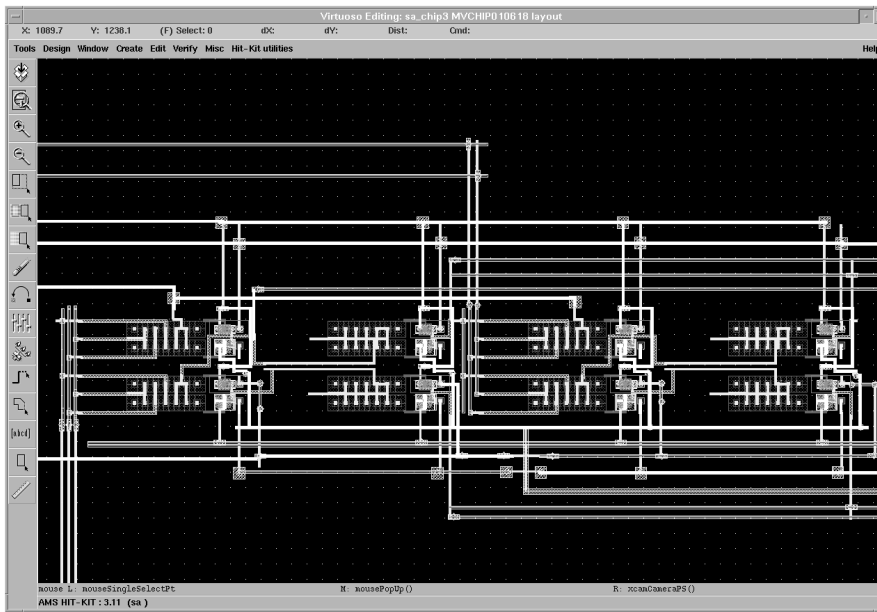 Virtuoso Editing: sa_chip3 MVCHIP010618 layout
X: 1089.7 Y: 1238.1 (F) Select: 0 dX: dY: Dist: Cmd:
Tools Design Window Create Edit Verify Misc Hit-Kit utilities Help
[abcd]
mouse L: mouseSingleSelectPt M: mousePopUp() R: xcamCameraPS()
AMS HIT-KIT : 3.11 (sa )